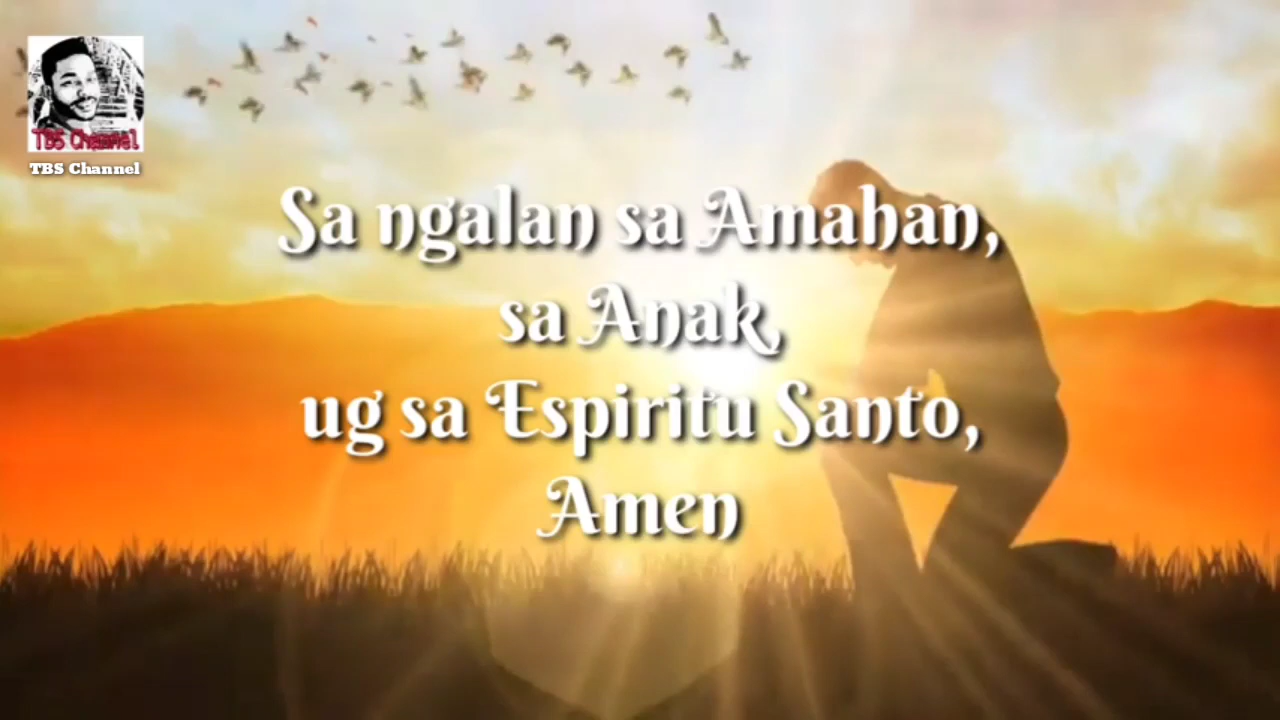 TBS Channel
TBS Channel
Sa ngalan sa Amahan,
sa Anak,
ug sa Espiritu Santo,
Amen